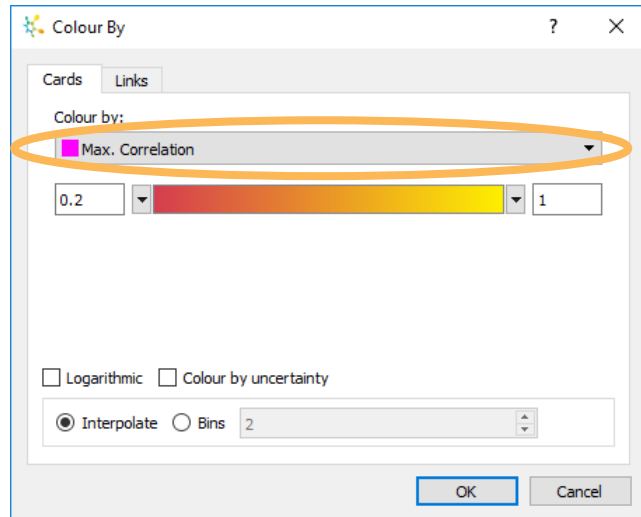 Colour By ?
Cards Links
Colour by:
Max. Correlation
0.2 1
Logarithmic Colour by uncertainty
Interpolate Bins 2
OK Cancel